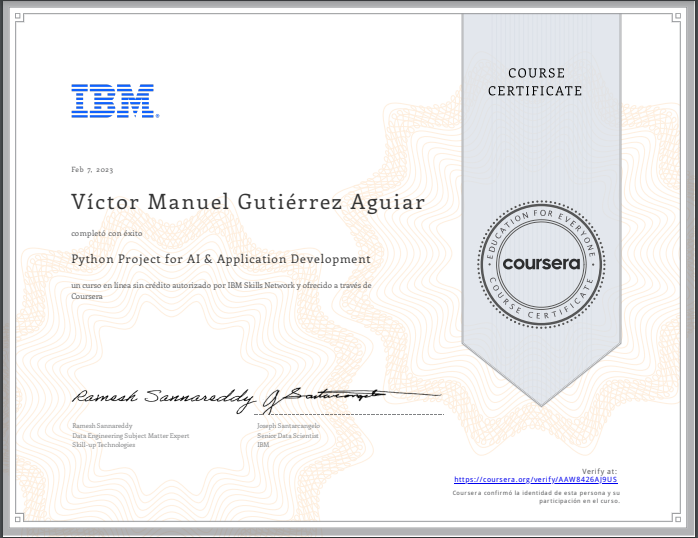 COURSE
CERTIFICATE
IBM®
Feb 7, 2023
Víctor Manuel Gutiérrez Aguiar
completó con éxito
Python Project for AI & Application Development
un curso en línea sin crédito autorizado por IBM Skills Network y ofrecido a través de
Coursera
EDUCATION FOR EVERYONE
coursera
COURSE CERTIFICATE
Ramesh Sannareddy J Santarcangelo
Ramesh Sannareddy
Data Engineering Subject Matter Expert
Skill-up Technologies
Joseph Santarcangelo
Senior Data Scientist
IBM
Verify at:
https://coursera.org/verify/AAW8426AJ9US
Coursera confirmó la identidad de esta persona y su
participación en el curso.